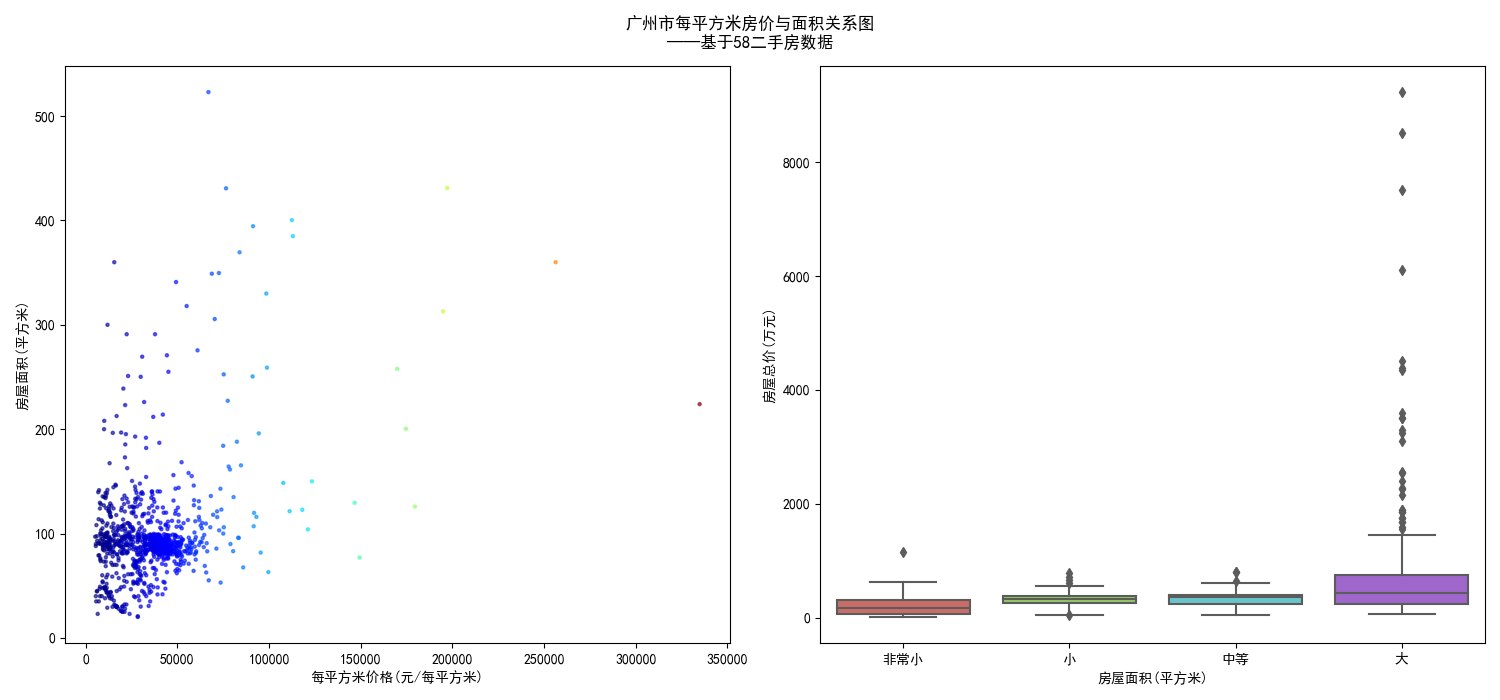 广州市每平方米房价与面积关系图
——基于58二手房数据
房屋面积(平方米)
500
400
300
200
100
0
0 50000 100000 150000 200000 250000 300000 350000
每平方米价格(元/每平方米)
房屋总价(万元)
8000
6000
4000
2000
0
非常小 小 中等 大
房屋面积(平方米)